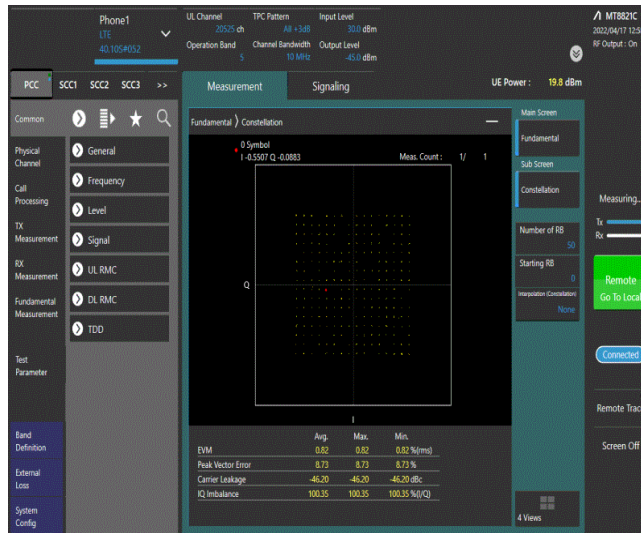 Phone1
LTE
40.10S#052
UL Channel
20525 ch
TPC Pattern
All +3dB
Input Level
30.0 dBm
Operation Band
5
Channel Bandwidth
10 MHz
Output Level
-45.0 dBm
MT8821C
2022/04/17 12:5
RF Output : On
PCC SCC1 SCC2 SCC3 >>
Measurement
Signaling
UE Power : 19.8 dBm
Common
Physical
Channel
Call
Processing
TX
Measurement
RX
Measurement
Fundamental
Measurement
Test
Parameter
Band
Definition
External
Loss
System
Config
General
Frequency
Level
Signal
UL RMC
DL RMC
TDD
Fundamental Constellation
0 Symbol
I -0.5507 Q -0.0883
Meas. Count : 1/ 1
Q
I
Avg. Max. Min.
EVM 0.82 0.82 0.82 %(rms)
Peak Vector Error 8.73 8.73 8.73 %
Carrier Leakage -46.20 -46.20 -46.20 dBc
IQ Imbalance 100.35 100.35 100.35 %(I/Q)
Main Screen
Fundamental
Sub Screen
Constellation
Number of RB
50
Starting RB
0
Interpolation (Constellation)
None
4 Views
Measuring..
Tx
Rx
Remote
Go To Local
Connected
Remote Trac
Screen Off